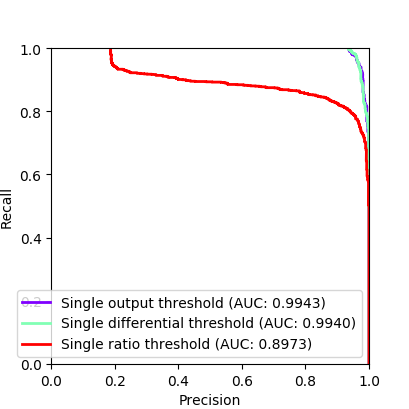 1.0
0.8
0.6
0.4
0.2
0.0
Recall
Single output threshold (AUC: 0.9943)
Single differential threshold (AUC: 0.9940)
Single ratio threshold (AUC: 0.8973)
0.0 0.2 0.4 0.6 0.8 1.0
Precision